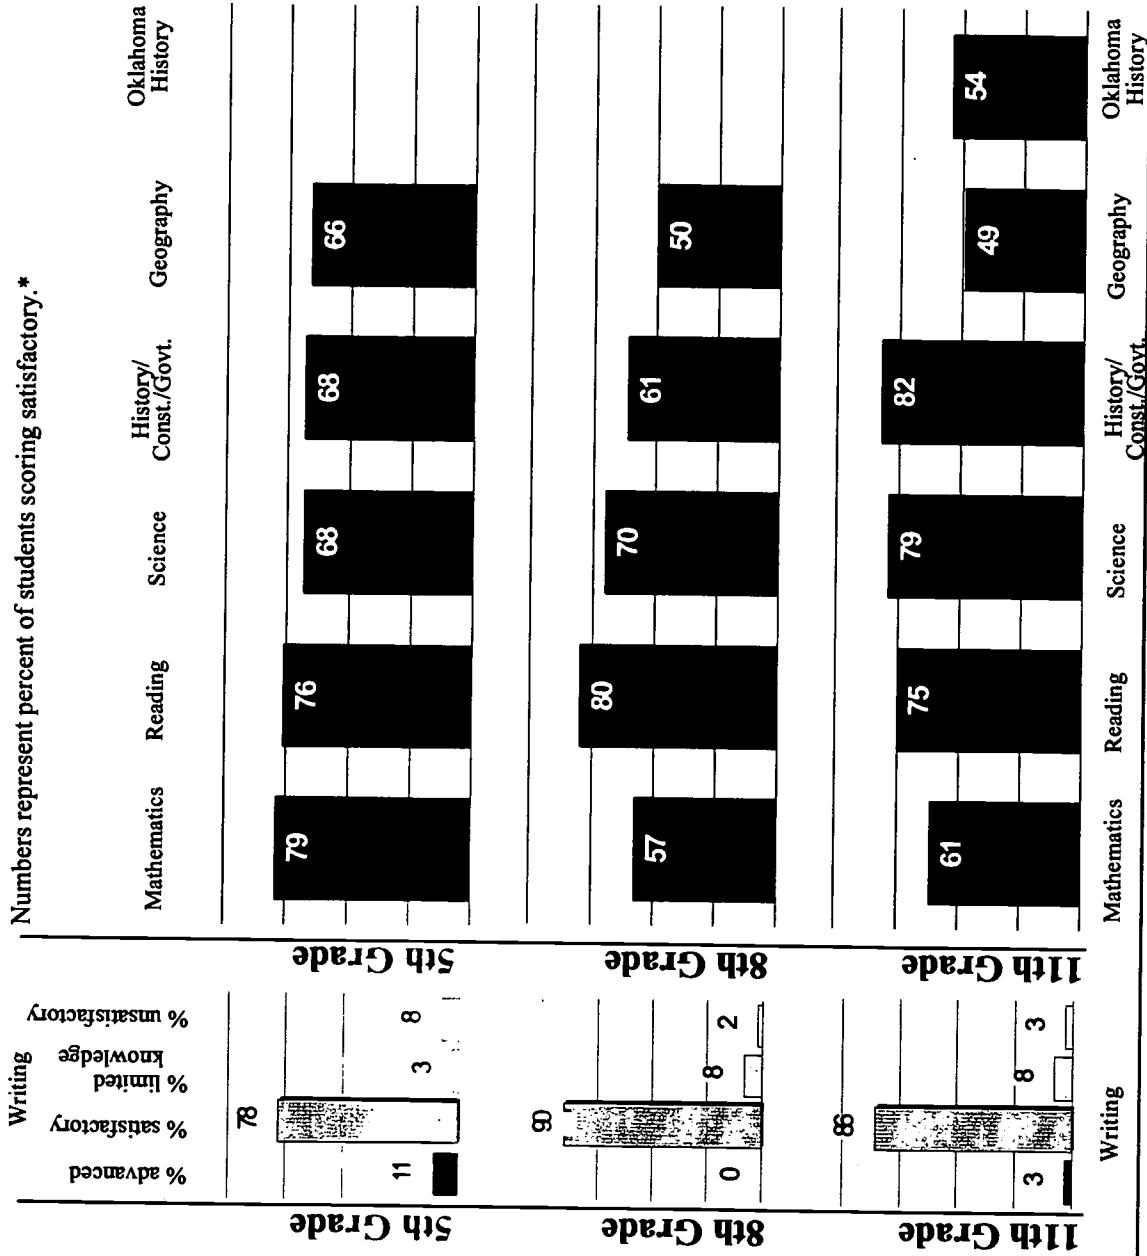 Numbers represent percent of students scoring satisfactory.*
Writing
% advanced
% satisfactory
% limited
knowledge
% unsatisfactory
Mathematics
Reading
Science
History/
Const./Govt.
Geography
Oklahoma
History
5th Grade
11
78
3
8
5th Grade
79
76
68
68
66
8th Grade
0
90
8
2
8th Grade
57
80
70
61
50
11th Grade
3
8
3
11th Grade
61
75
79
82
49
54
Writing
Mathematics
Reading
Science
History/
Const./Govt.
Geography
Oklahoma
History